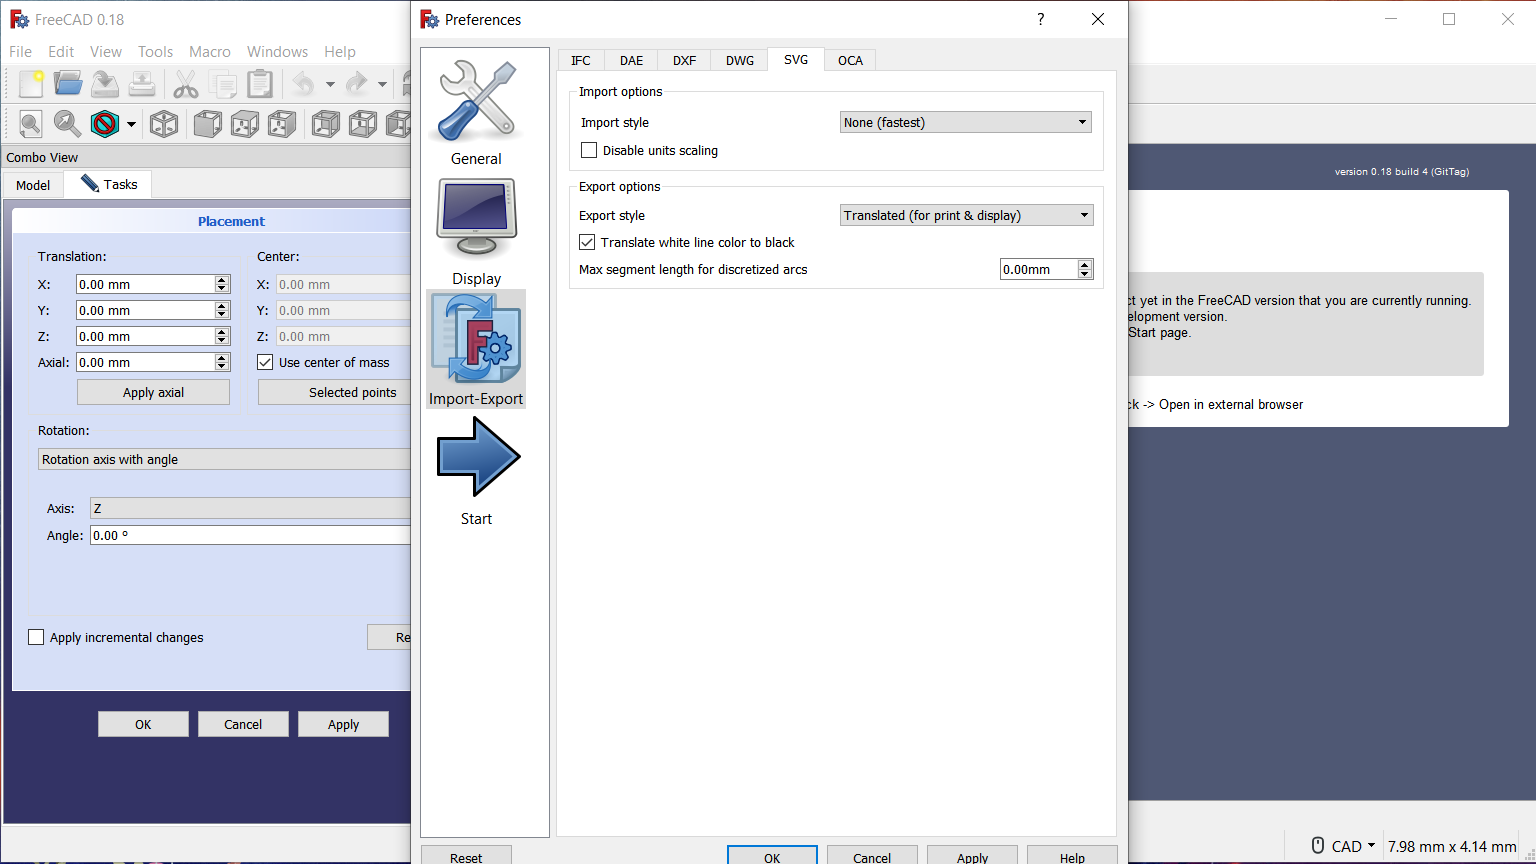 FreeCAD 0.18
File Edit View Tools Macro Windows Help
Combo View
Model Tasks
Placement
Translation:
X: 0.00 mm
Y: 0.00 mm
Z: 0.00 mm
Axial: 0.00 mm
Apply axial
Center:
X: 0.00 mm
Y: 0.00 mm
Z: 0.00 mm
Use center of mass
Selected points
Rotation:
Rotation axis with angle
Axis: Z
Angle: 0.00 °
Apply incremental changes
Re
OK Cancel Apply
Preferences
?
General
Display
Import-Export
Start
IFC DAE DXF DWG SVG OCA
Import options
Import style None (fastest)
Disable units scaling
Export options
Export style Translated (for print & display)
Translate white line color to black
Max segment length for discretized arcs 0.00mm
Reset OK Cancel Apply Help
version 0.18 build 4 (GitTag)
ct yet in the FreeCAD version that you are currently running.
elopment version.
Start page.
ck -> Open in external browser
CAD 7.98 mm x 4.14 mm